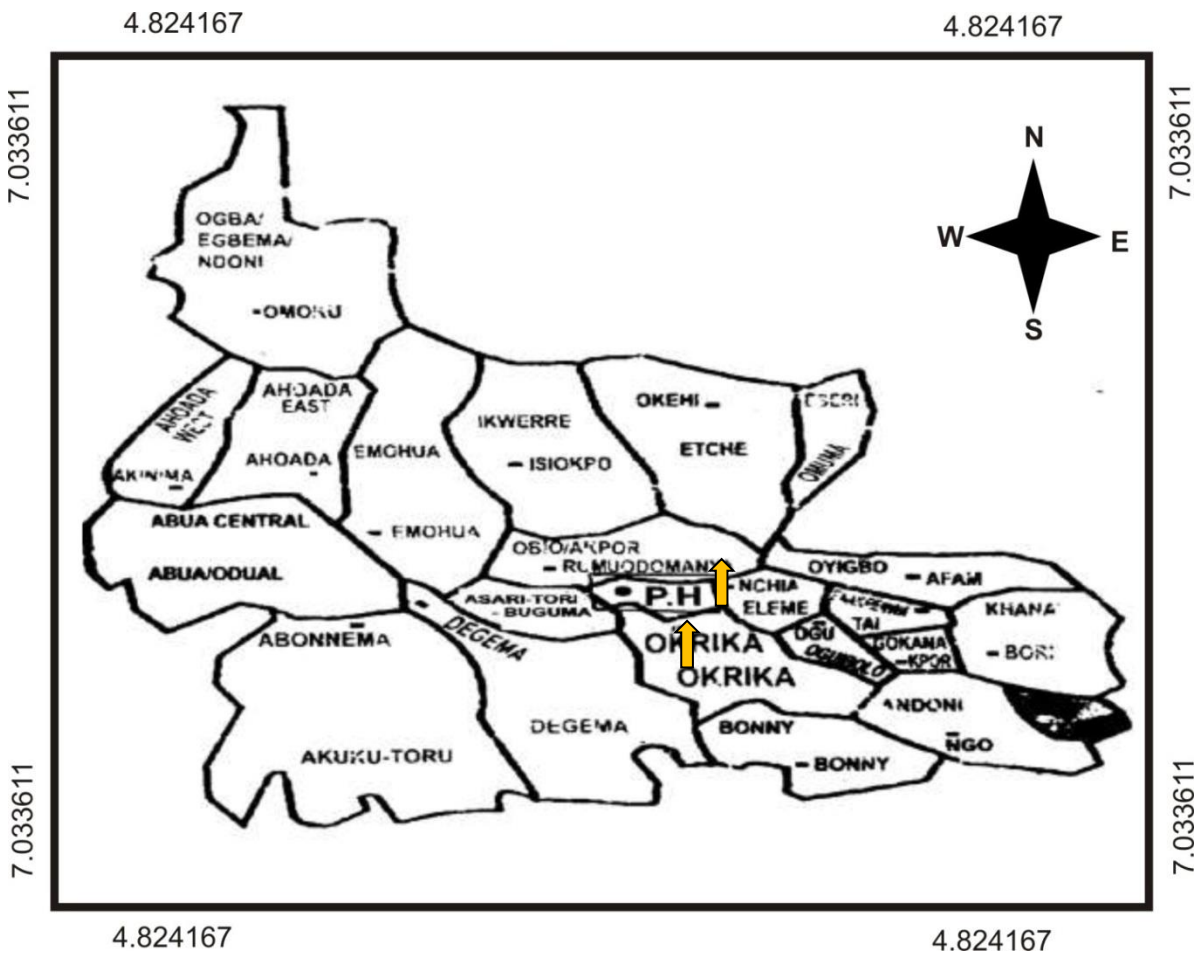 4.824167
4.824167
7.033611
7.033611
N
W
E
S
OGBA/
EGBEMA/
NDONI
OMOKU
AHOADA
WEST
AHOADA
EAST
AKINIMA
AHOADA
EMOHUA
IKWERRE
ISIOKPO
OKEHI
ETCHE
OMUMA
ABUA CENTRAL
EMOHUA
ABUA/ODUAL
OBIO/AKPOR
RUMUODOMANY
OYIGBO
AFAM
ASARI-TORI
BUGUMA
P.H
NCHIA
ELEME
TAI
KHANA
ABONNEMA
DEGEMA
OKRIKA
OGU
OGUBOLO
GOKANA
KPOR
BORI
OKRIKA
ANDONI
DEGEMA
BONNY
NGO
AKUKU-TORU
BONNY
7.033611
7.033611
4.824167
4.824167